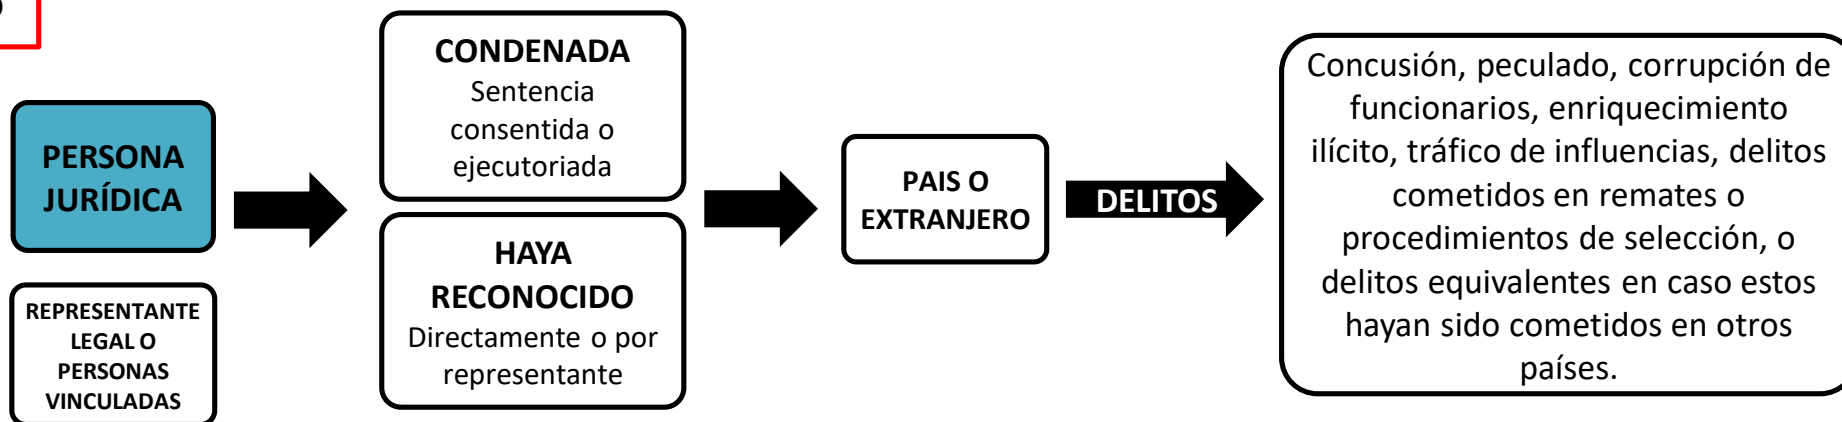 PERSONA
JURÍDICA
REPRESENTANTE
LEGAL O
PERSONAS
VINCULADAS
CONDENADA
Sentencia
consentida o
ejecutoriada
HAYA
RECONOCIDO
Directamente o por
representante
PAIS O
EXTRANJERO
DELITOS
Concusión, peculado, corrupción de
funcionarios, enriquecimiento
ilícito, tráfico de influencias, delitos
cometidos en remates o
procedimientos de selección, o
delitos equivalentes en caso estos
hayan sido cometidos en otros
países.